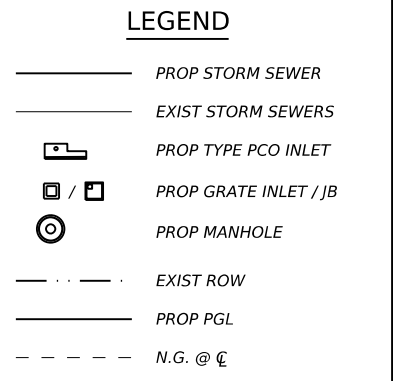 LEGEND
PROP STORM SEWER
EXIST STORM SEWERS
PROP TYPE PCO INLET
/ PROP GRATE INLET / JB
PROP MANHOLE
EXIST ROW
PROP PGL
N.G. @ ℄